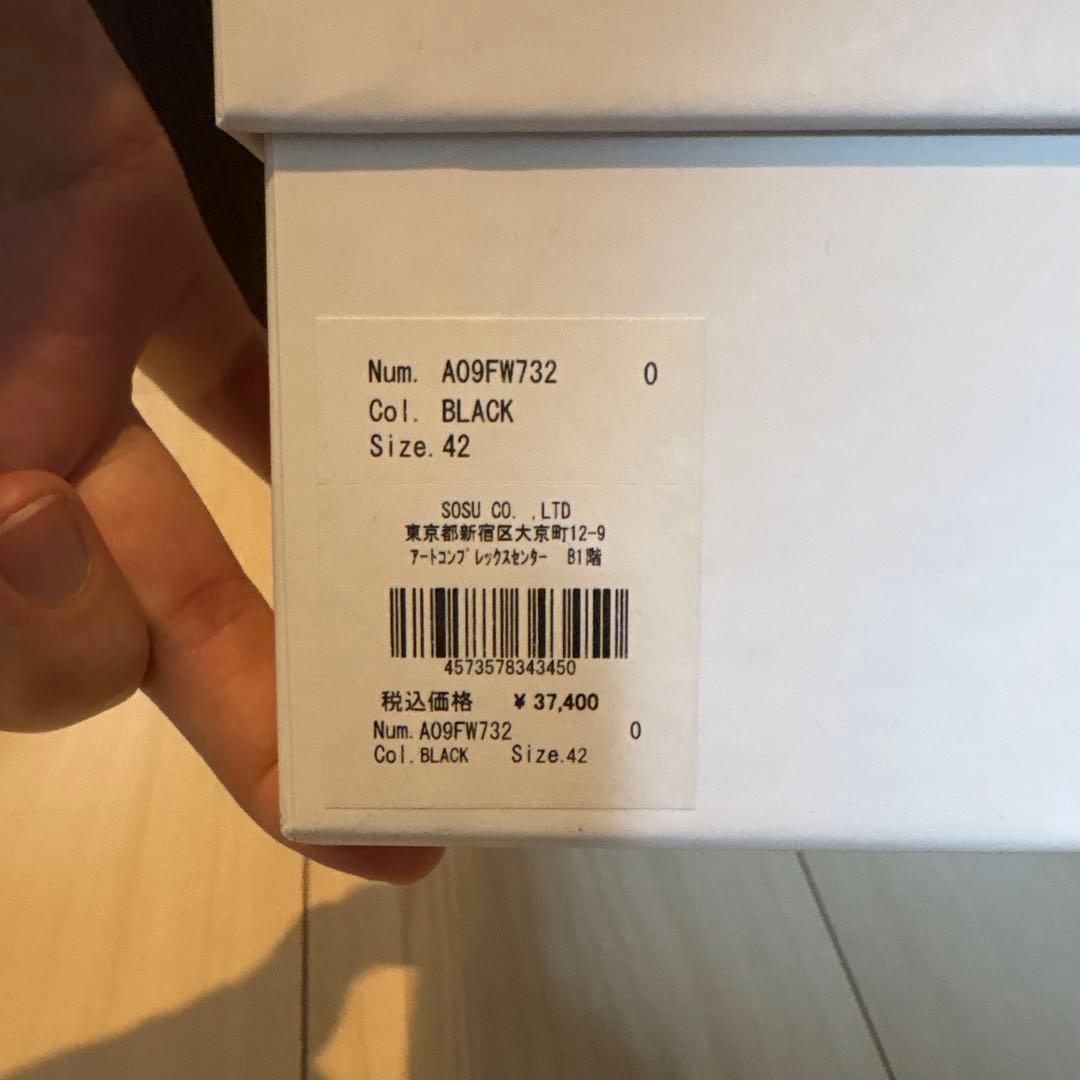 Num. A09FW732 0
Col. BLACK
Size. 42
SOSU CO. ,LTD
東京都新宿区大京町12-9
アートコンプレックスセンター B1階
4573578343450
税込価格 ¥ 37,400
Num. A09FW732 0
Col. BLACK Size. 42